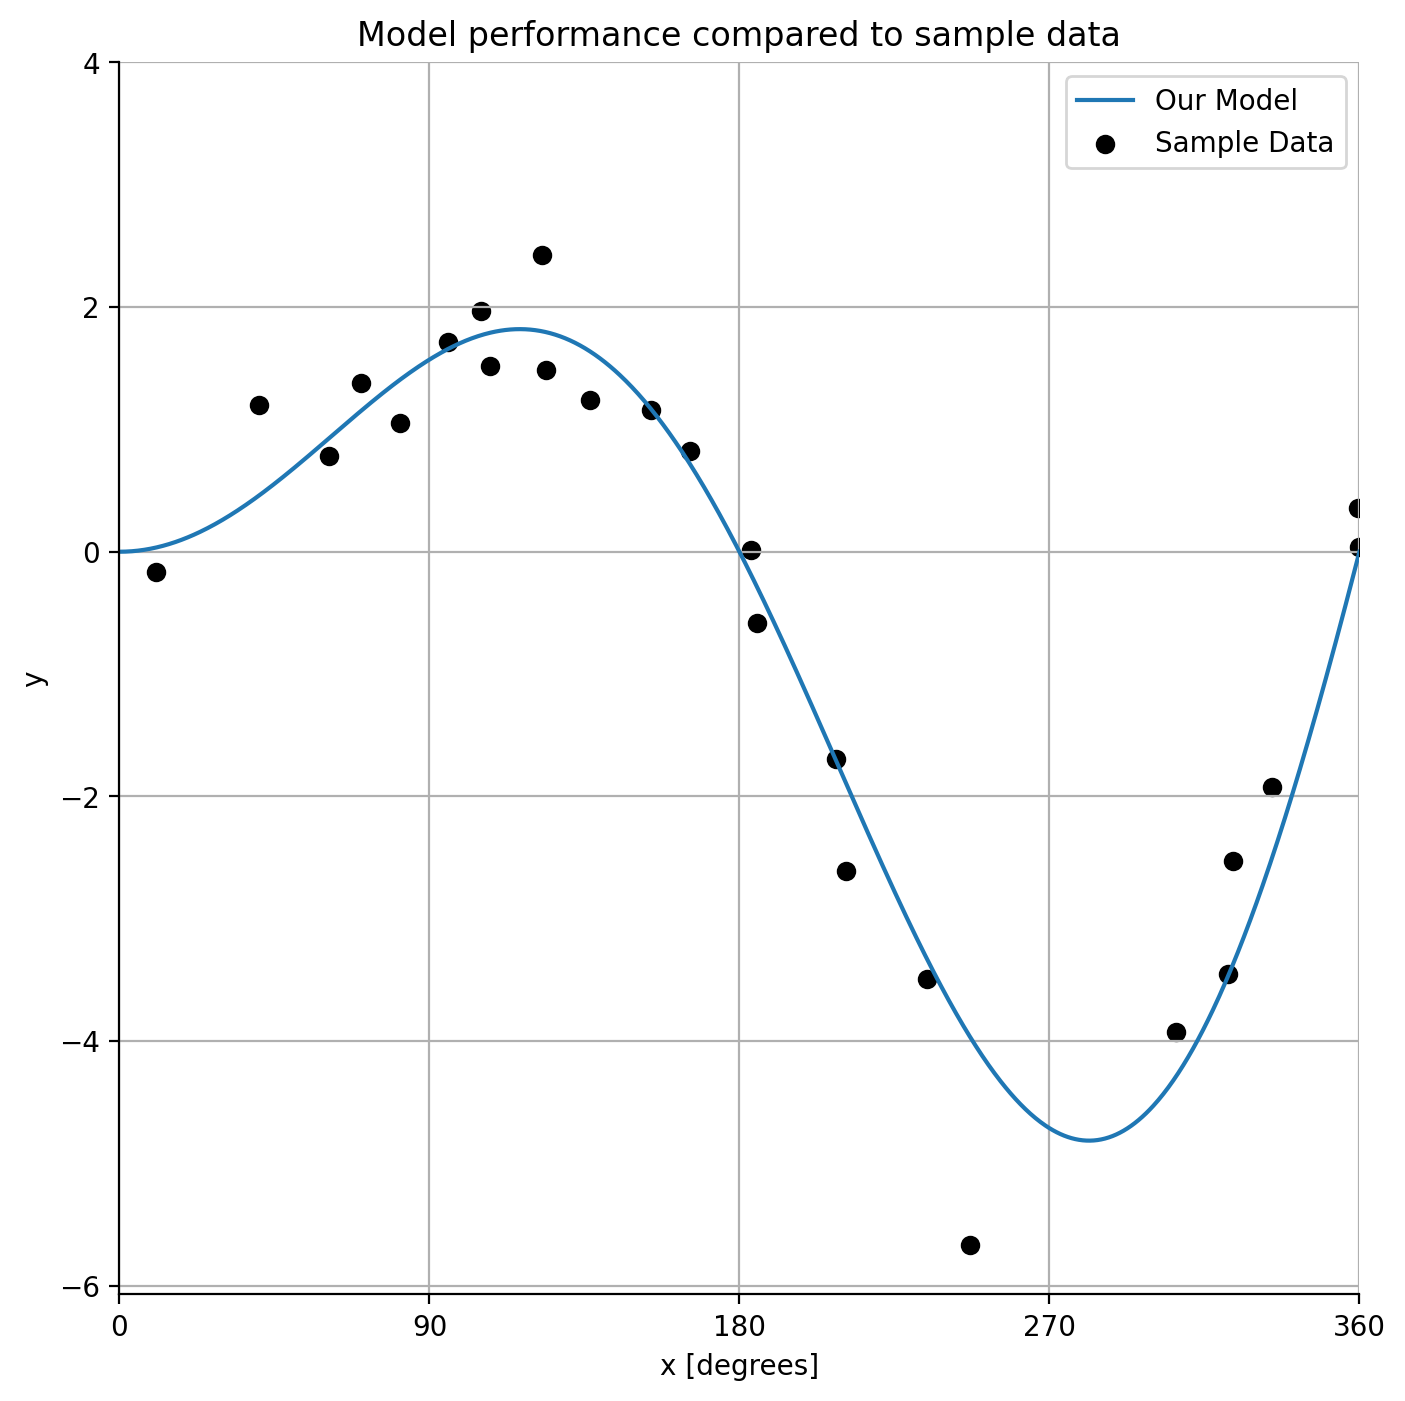 Model performance compared to sample data
4
Our Model
Sample Data
2
0
y
−2
−4
−6
0 90 180 270 360
x [degrees]